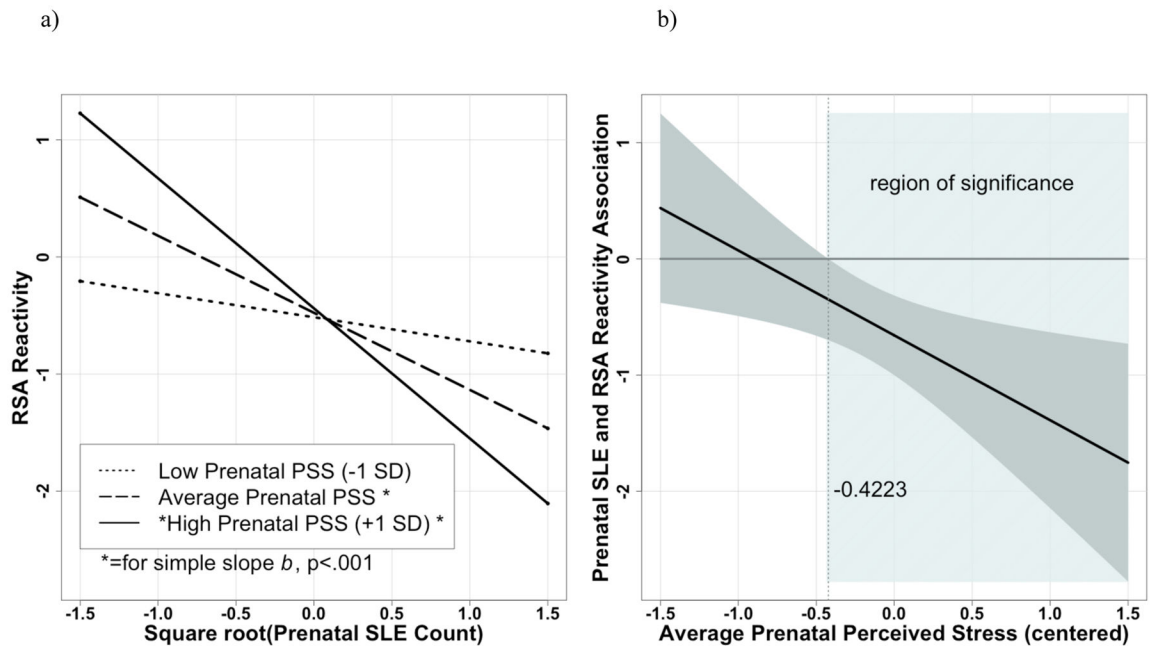 a)
b)
RSA Reactivity
1
0
-1
-2
Low Prenatal PSS (-1 SD)
Average Prenatal PSS *
*High Prenatal PSS (+1 SD) *
*=for simple slope b, p<.001
-1.5 -1.0 -0.5 0.0 0.5 1.0 1.5
Square root(Prenatal SLE Count)
Prenatal SLE and RSA Reactivity Association
1
0
-1
-2
region of significance
-0.4223
-1.5 -1.0 -0.5 0.0 0.5 1.0 1.5
Average Prenatal Perceived Stress (centered)